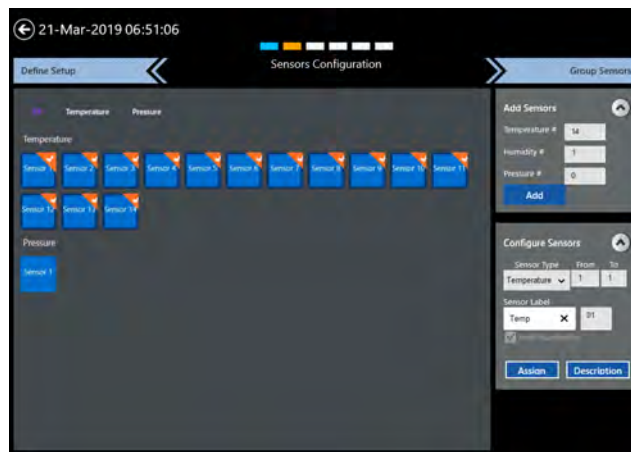 21-Mar-2019 06:51:06
Define Setup
Sensors Configuration
Group Sensors
All Temperature Pressure
Temperature
Sensor 1 Sensor 2 Sensor 3 Sensor 4 Sensor 5 Sensor 6 Sensor 7 Sensor 8 Sensor 9 Sensor 10 Sensor 11
Sensor 12 Sensor 13 Sensor 14
Pressure
Sensor 1
Add Sensors
Temperature # 14
Humidity # 1
Pressure # 0
Add
Configure Sensors
Sensor Type From To
Temperature 1 1
Sensor Label
Temp X 01
Assign Description